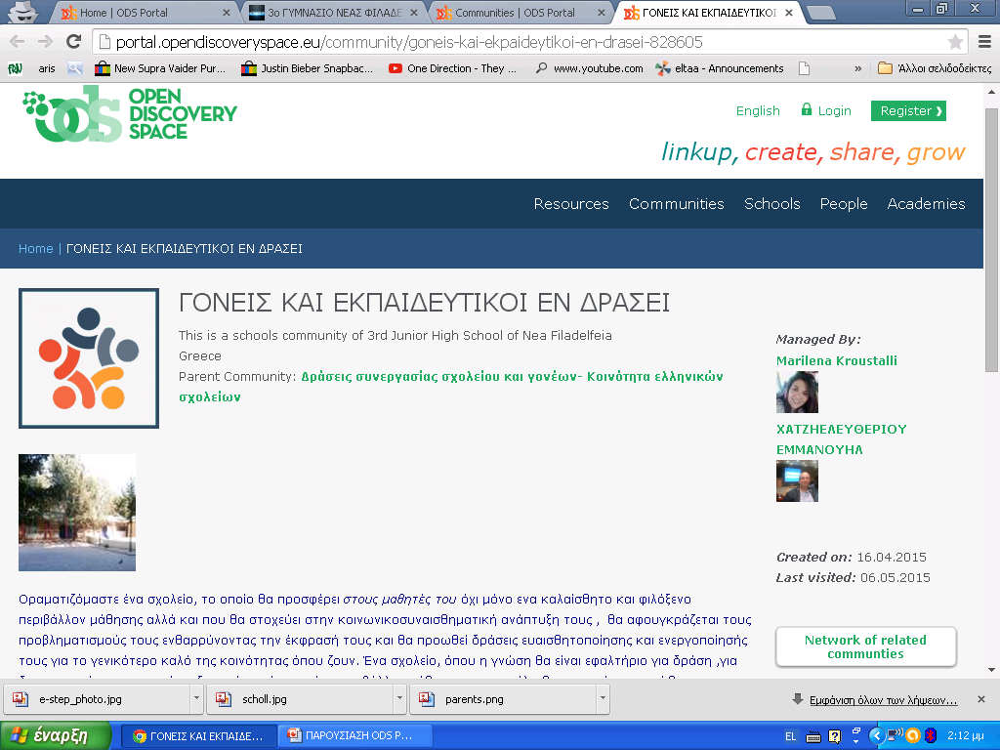 Home | ODS Portal
3ο ΓΥΜΝΑΣΙΟ ΝΕΑΣ ΦΙΛΑΔΕ
Communities | ODS Portal
ΓΟΝΕΙΣ ΚΑΙ ΕΚΠΑΙΔΕΥΤΙΚΟΙ
portal.opendiscoveryspace.eu/community/goneis-kai-ekpaideytikoi-en-drasei-828605
aris
New Supra Vaider Pur...
Justin Bieber Snapbac...
One Direction - They ...
www.youtube.com
eltaa - Announcements
»
Άλλοι σελιδοδείκτες
ods OPEN
DISCOVERY
SPACE
English Login Register ❯
linkup, create, share, grow
Resources Communities Schools People Academies
Home | ΓΟΝΕΙΣ ΚΑΙ ΕΚΠΑΙΔΕΥΤΙΚΟΙ ΕΝ ΔΡΑΣΕΙ
ΓΟΝΕΙΣ ΚΑΙ ΕΚΠΑΙΔΕΥΤΙΚΟΙ ΕΝ ΔΡΑΣΕΙ
This is a schools community of 3rd Junior High School of Nea Filadelfeia
Greece
Parent Community: Δράσεις συνεργασίας σχολείου και γονέων- Κοινότητα ελληνικών
σχολείων
Managed By:
Marilena Kroustalli
ΧΑΤΖΗΕΛΕΥΘΕΡΙΟΥ
ΕΜΜΑΝΟΥΗΛ
Created on: 16.04.2015
Last visited: 06.05.2015
Network of related
communties
Οραματιζόμαστε ένα σχολείο, το οποίο θα προσφέρει στους μαθητές του όχι μόνο ενα καλαίσθητο και φιλόξενο
περιβάλλον μάθησης αλλά και που θα στοχεύει στην κοινωνικοσυναισθηματική ανάπτυξη τους , θα αφουγκράζεται τους
προβληματισμούς τους ενθαρρύνοντας την έκφρασή τους και θα προωθεί δράσεις ευαισθητοποίησης και ενεργοποίησής
τους για το γενικότερο καλό της κοινότητας όπου ζουν. Ένα σχολείο, όπου η γνώση θα είναι εφαλτήριο για δράση ,για
e-step_photo.jpg
scholl.jpg
parents.png
Εμφάνιση όλων των λήψεων...
έναρξη
ΓΟΝΕΙΣ ΚΑΙ ΕΚΠΑΙΔΕ...
ΠΑΡΟΥΣΙΑΣΗ ODS P...
EL
2:12 μμ